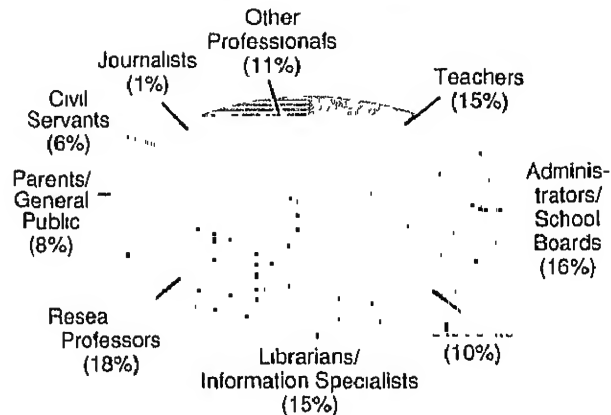 Other
Professionals
(11%)
Journalists
(1%)
Teachers
(15%)
Civil
Servants
(6%)
Parents/
General
Public
(8%)
Adminis-
trators/
School
Boards
(16%)
Resea
Professors
(18%)
Librarians/
Information Specialists
(15%)
(10%)